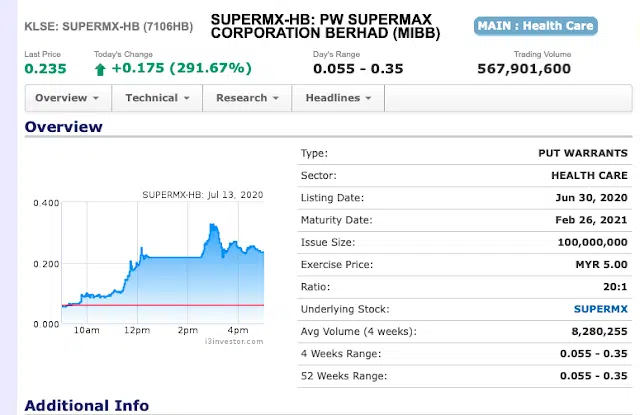 KLSE: SUPERMX-HB (7106HB)
SUPERMX-HB: PW SUPERMAX
CORPORATION BERHAD (MIBB)
MAIN : Health Care
Last Price
Today's Change
Day's Range
Trading Volume
0.235
+0.175 (291.67%)
0.055 - 0.35
567,901,600
Overview
Technical
Research
Headlines
Overview
SUPERMX-HB: Jul 13, 2020
0.400
0.200
0.000
10am 12pm 2pm 4pm
i3investor.com
Type: PUT WARRANTS
Sector: HEALTH CARE
Listing Date: Jun 30, 2020
Maturity Date: Feb 26, 2021
Issue Size: 100,000,000
Exercise Price: MYR 5.00
Ratio: 20:1
Underlying Stock: SUPERMX
Avg Volume (4 weeks): 8,280,255
4 Weeks Range: 0.055 - 0.35
52 Weeks Range: 0.055 - 0.35
Additional Info